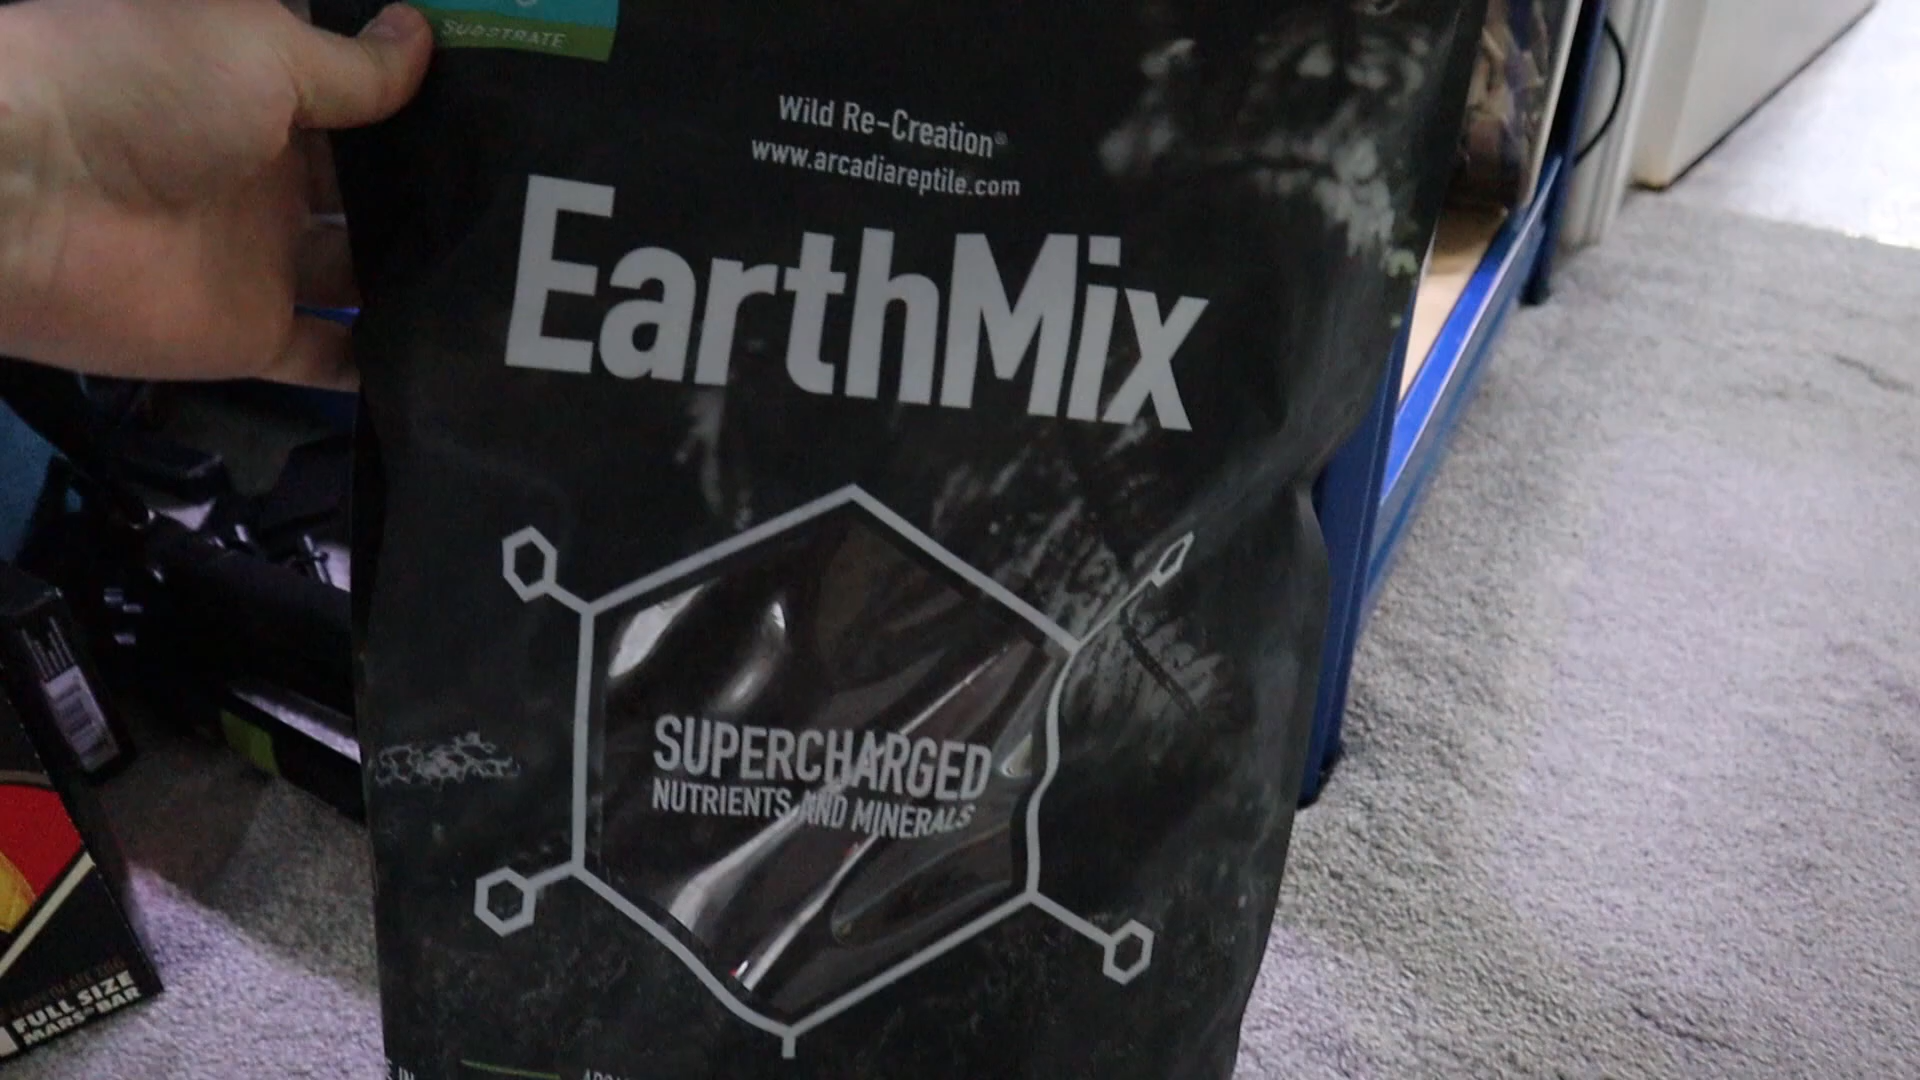 SUBSTRATE
Wild Re-Creation®
www.arcadiareptile.com
EarthMix
SUPERCHARGED
NUTRIENTS AND MINERALS
FULL SIZE
MARS® BAR